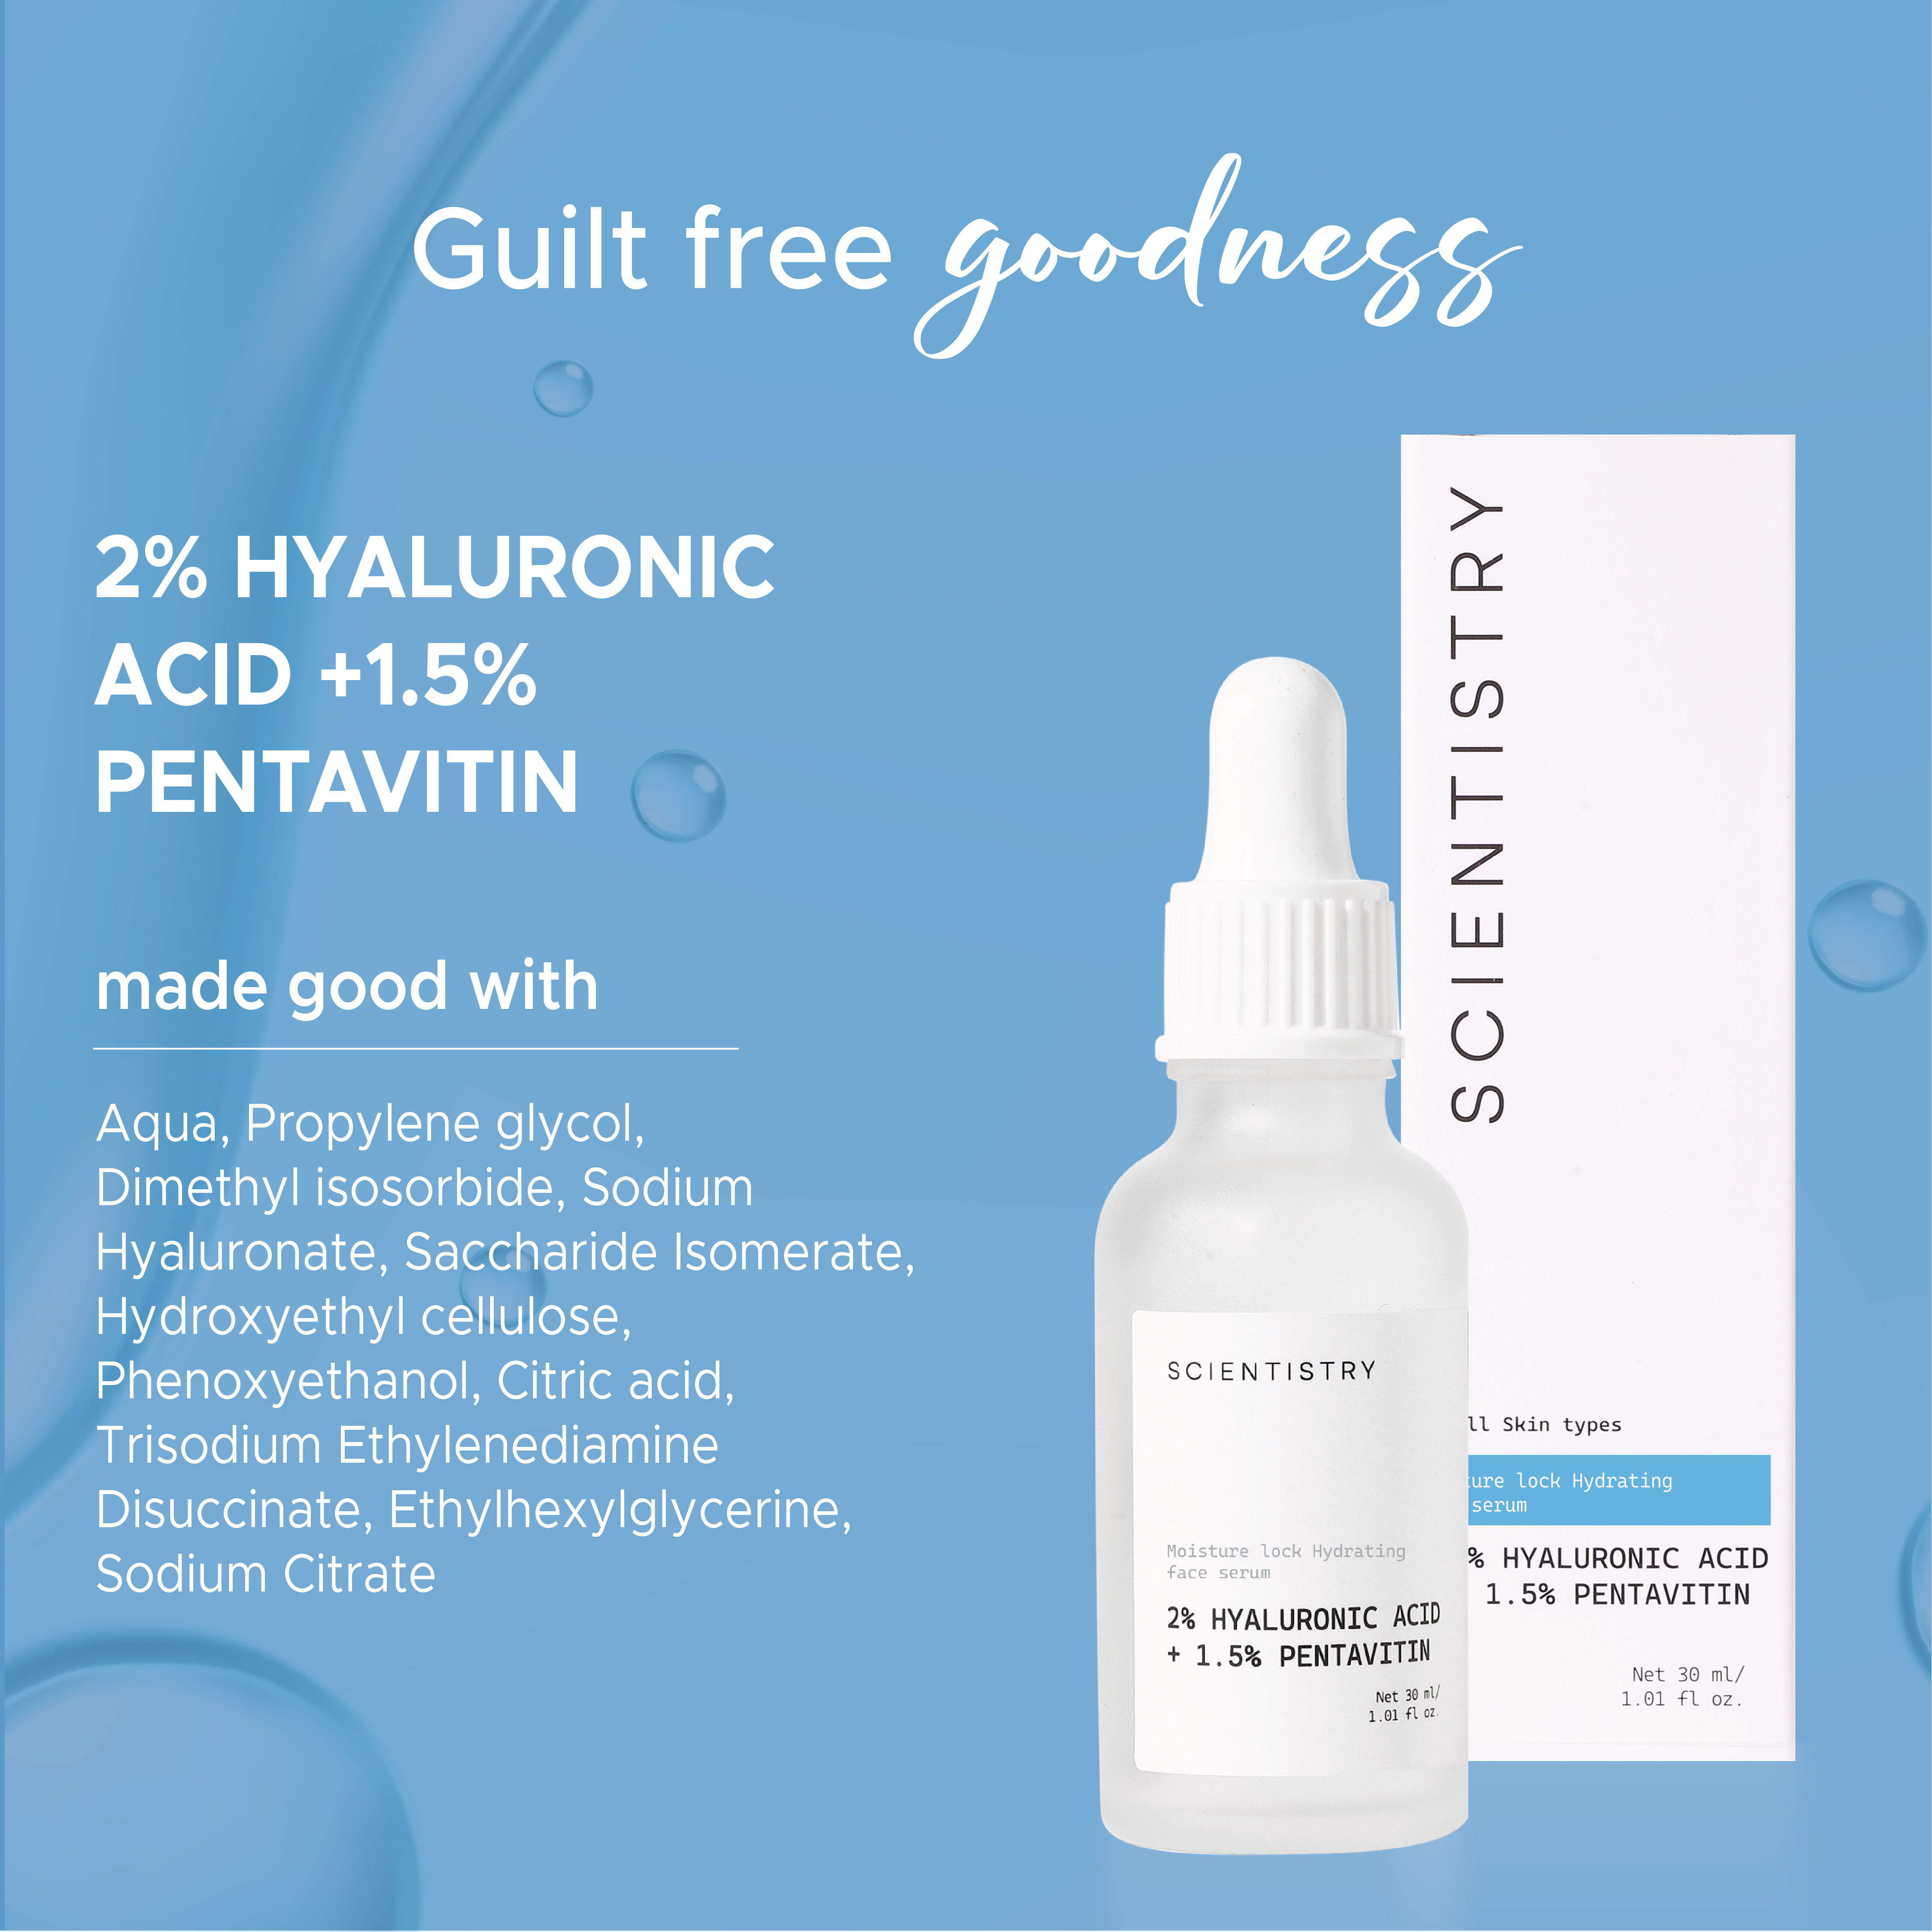 Guilt free goodness
2% HYALURONIC
ACID +1.5%
PENTAVITIN
made good with
Aqua, Propylene glycol,
Dimethyl isosorbide, Sodium
Hyaluronate, Saccharide Isomerate,
Hydroxyethyl cellulose,
Phenoxyethanol, Citric acid,
Trisodium Ethylenediamine
Disuccinate, Ethylhexylglycerine,
Sodium Citrate
SCIENTISTRY
Moisture lock Hydrating
face serum
2% HYALURONIC ACID
+ 1.5% PENTAVITIN
Net 30 ml/
1.01 fl oz.
SCIENTISTRY
ll Skin types
ture lock Hydrating
serum
% HYALURONIC ACID
1.5% PENTAVITIN
Net 30 ml/
1.01 fl oz.